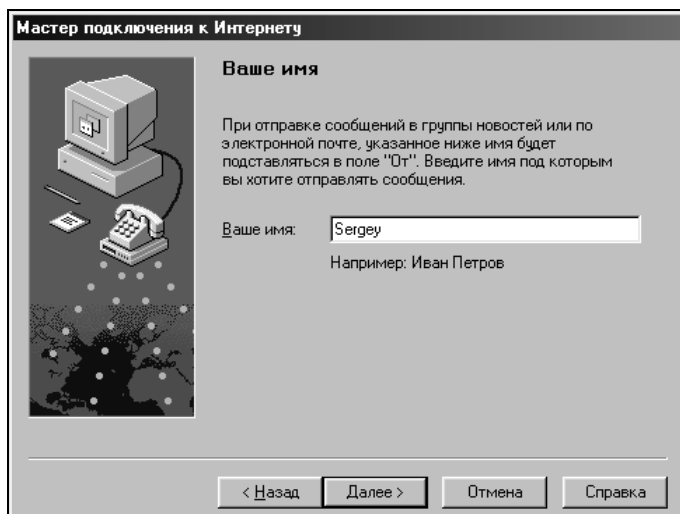 Мастер подключения к Интернету
Ваше имя
При отправке сообщений в группы новостей или по
электронной почте, указанное ниже имя будет
подставляться в поле "От". Введите имя под которым
вы хотите отправлять сообщения.
Ваше имя: Sergey
Например: Иван Петров
< Назад Далее > Отмена Справка